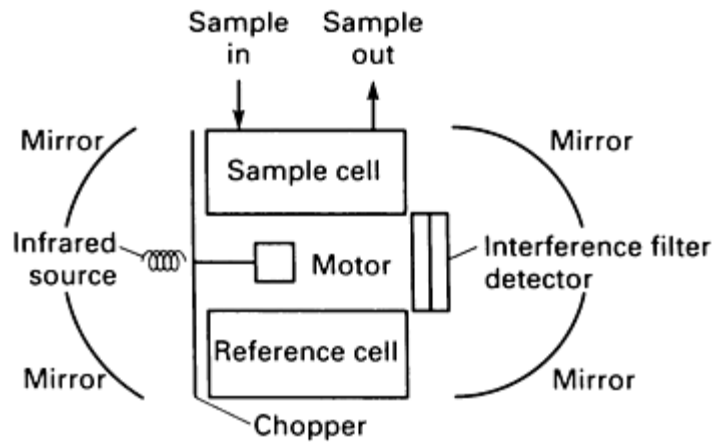 Sample
in
Sample
out
Mirror
Mirror
Sample cell
Infrared
source
Motor
Interference filter
detector
Reference cell
Mirror
Mirror
Chopper